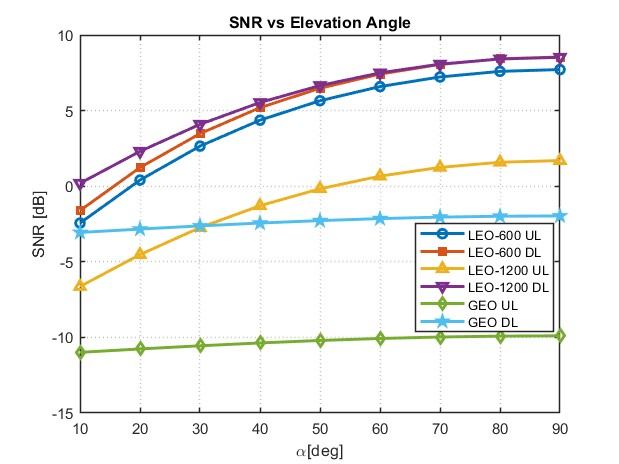 SNR vs Elevation Angle
10
5
0
-5
-10
-15
SNR [dB]
LEO-600 UL
LEO-600 DL
LEO-1200 UL
LEO-1200 DL
GEO UL
GEO DL
10 20 30 40 50 60 70 80 90
α[deg]